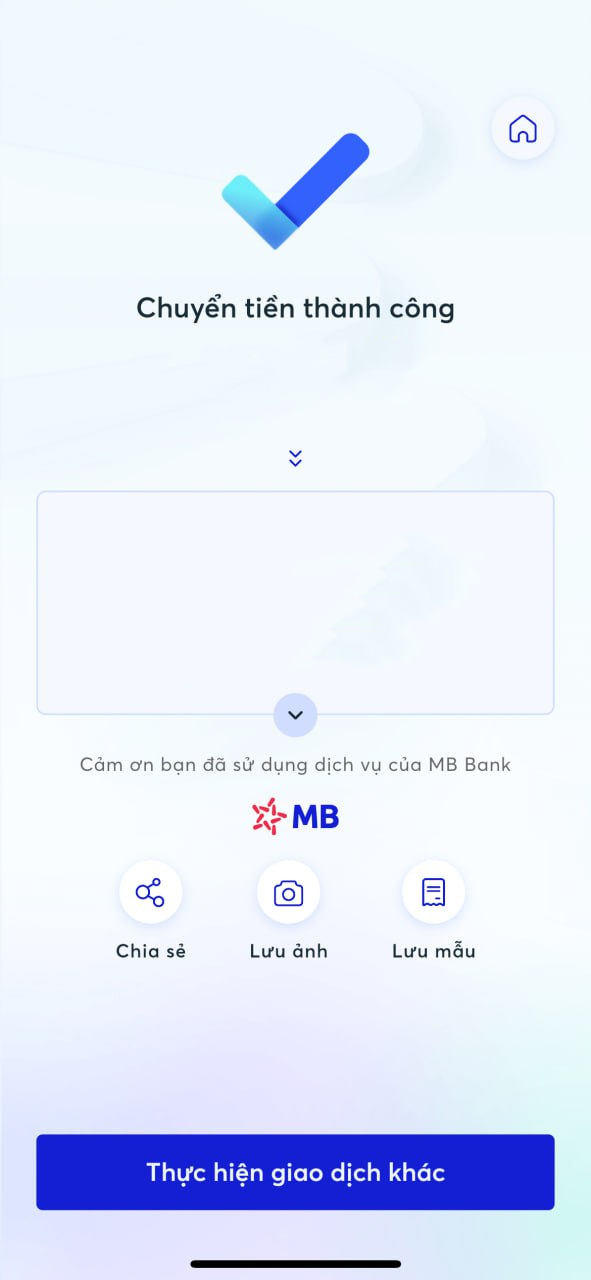 Chuyển tiền thành công
Cảm ơn bạn đã sử dụng dịch vụ của MB Bank
MB
Chia sẻ
Lưu ảnh
Lưu mẫu
Thực hiện giao dịch khác